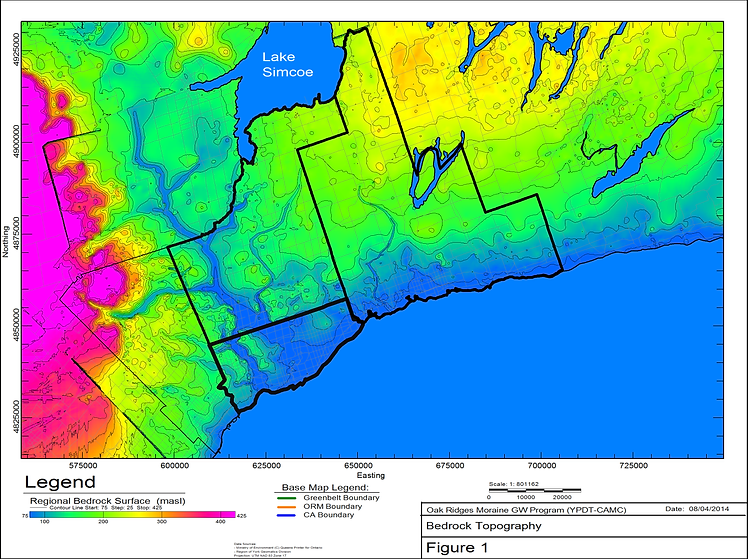 Lake
Simcoe
Northing
4925000
4900000
4875000
4850000
4825000
575000
600000
625000
650000
675000
700000
725000
Easting
Legend
Regional Bedrock Surface (masl)
Contour Line Start: 75 Step: 25 Stop: 425
75
425
100
200
300
400
Base Map Legend:
Greenbelt Boundary
ORM Boundary
CA Boundary
Scale: 1: 801162
0
10000
20000
Data Sources:
- Ministry of Environment (C) Queens Printer for Ontario
- Region of York Geomatics Division
Projection: UTM NAD 83 Zone 17
Oak Ridges Moraine GW Program (YPDT-CAMC)
Date: 08/04/2014
Bedrock Topography
Figure 1